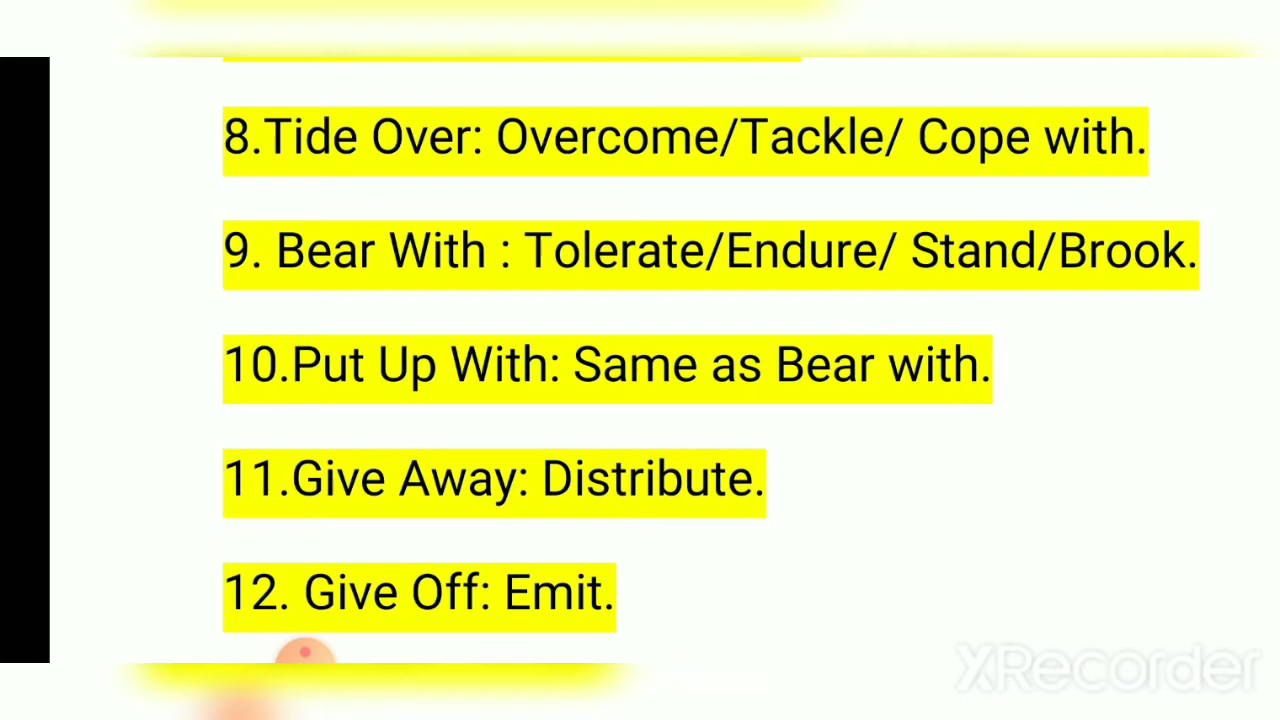 8.Tide Over: Overcome/Tackle/ Cope with.
9. Bear With : Tolerate/Endure/ Stand/Brook.
10.Put Up With: Same as Bear with.
11.Give Away: Distribute.
12. Give Off: Emit.
XRecorder